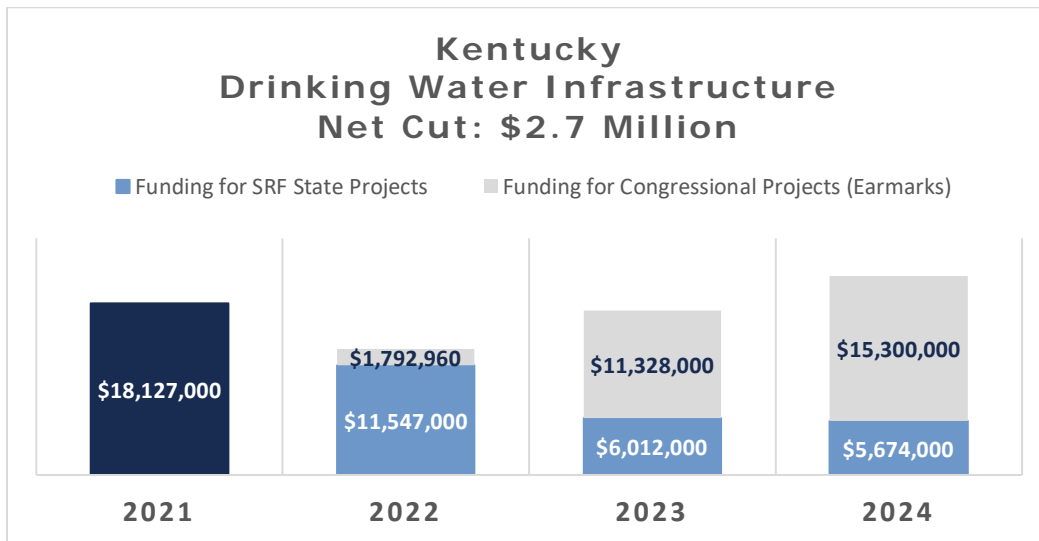 Kentucky
Drinking Water Infrastructure
Net Cut: $2.7 Million
Funding for SRF State Projects Funding for Congressional Projects (Earmarks)
$18,127,000
$1,792,960
$11,547,000
$11,328,000
$6,012,000
$15,300,000
$5,674,000
2021 2022 2023 2024